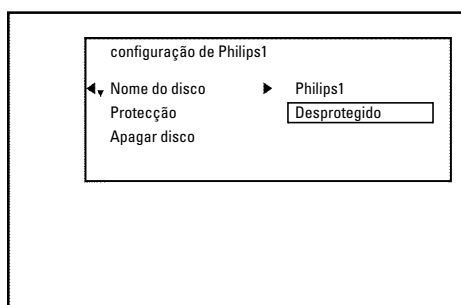 configuração de Philips1
Nome do disco Philips1
Protecção Desprotegido
Apagar disco